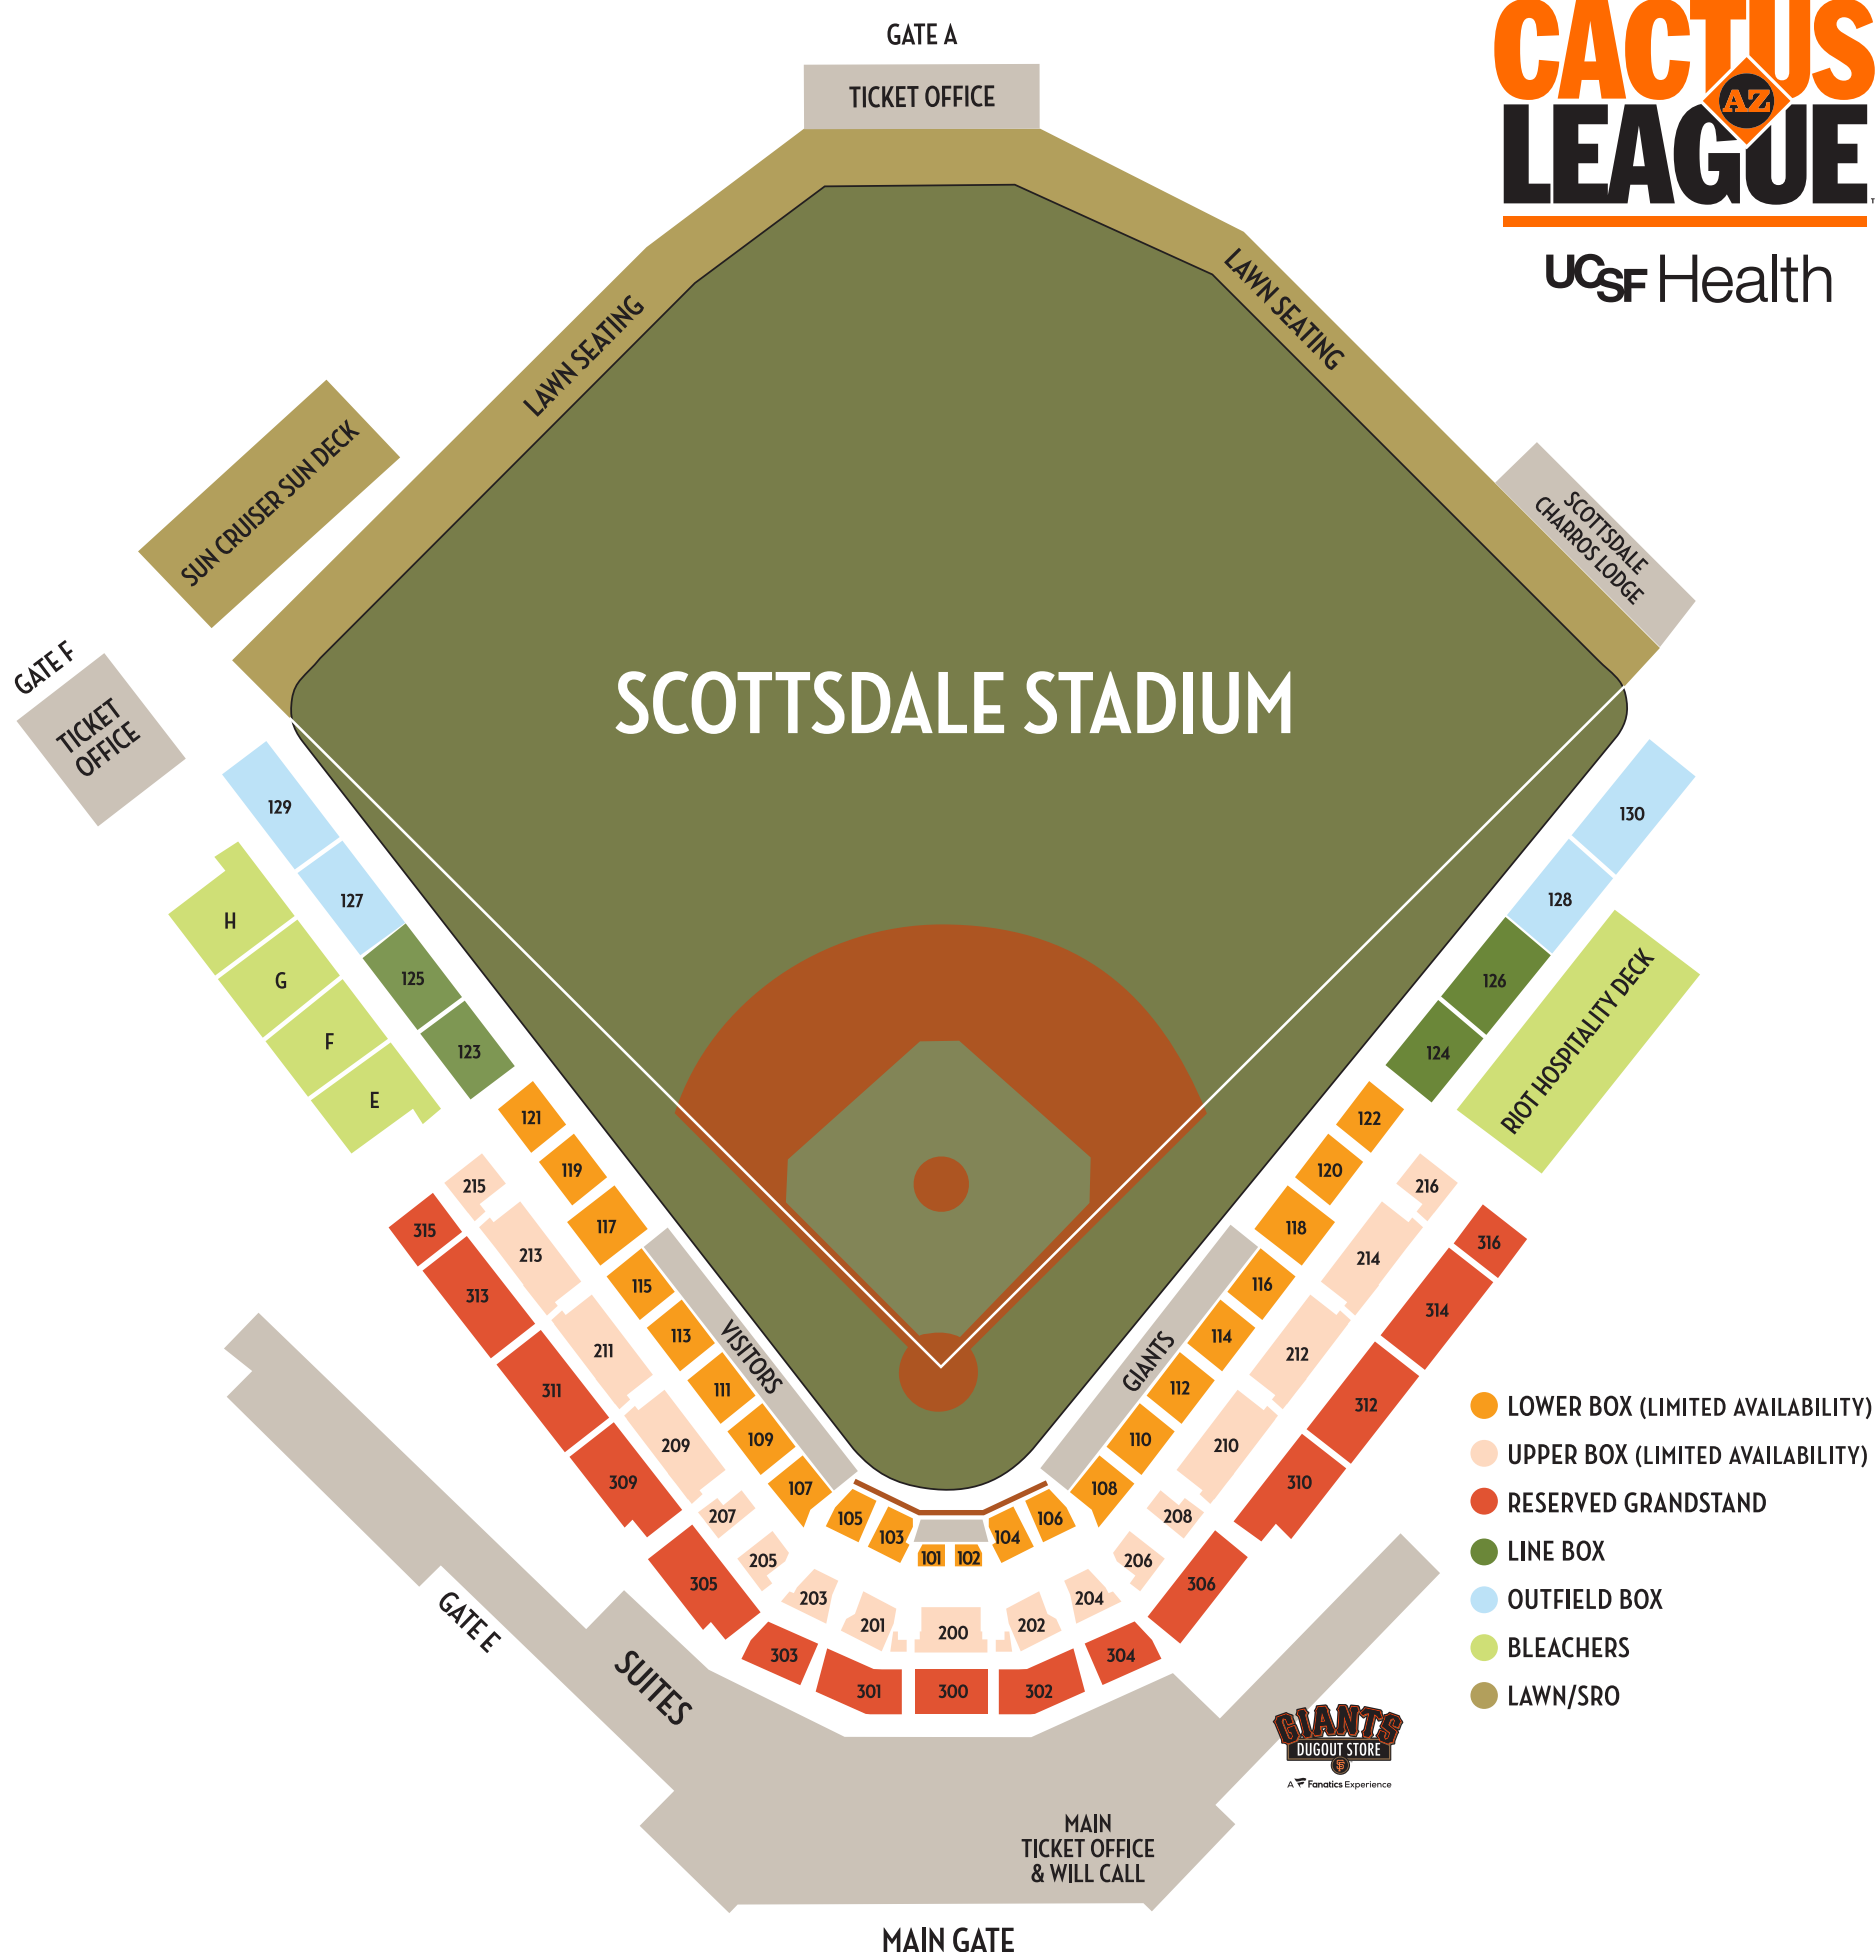 GATE A
TICKET OFFICE
CACTUS
AZ
LEAGUE
UCSF Health
LAWN SEATING
LAWN SEATING
SUN CRUISER SUN DECK
SCOTTSDALE
CHARROS LODGE
GATE F
TICKET
OFFICE
SCOTTSDALE STADIUM
129
127
125
123
H
G
F
E
130
128
126
124
RIOT HOSPITALITY DECK
121
119
117
115
113
111
109
107
105
103
101
102
104
106
108
110
112
114
116
118
120
122
VISITORS
GIANTS
215
213
211
209
207
205
203
201
200
202
204
206
208
210
212
214
216
315
313
311
309
305
303
301
300
302
304
306
310
312
314
316
LOWER BOX (LIMITED AVAILABILITY)
UPPER BOX (LIMITED AVAILABILITY)
RESERVED GRANDSTAND
LINE BOX
OUTFIELD BOX
BLEACHERS
LAWN/SRO
GATE E
SUITES
GIANTS
DUGOUT STORE
SF
A Fanatics Experience
MAIN
TICKET OFFICE
& WILL CALL
MAIN GATE